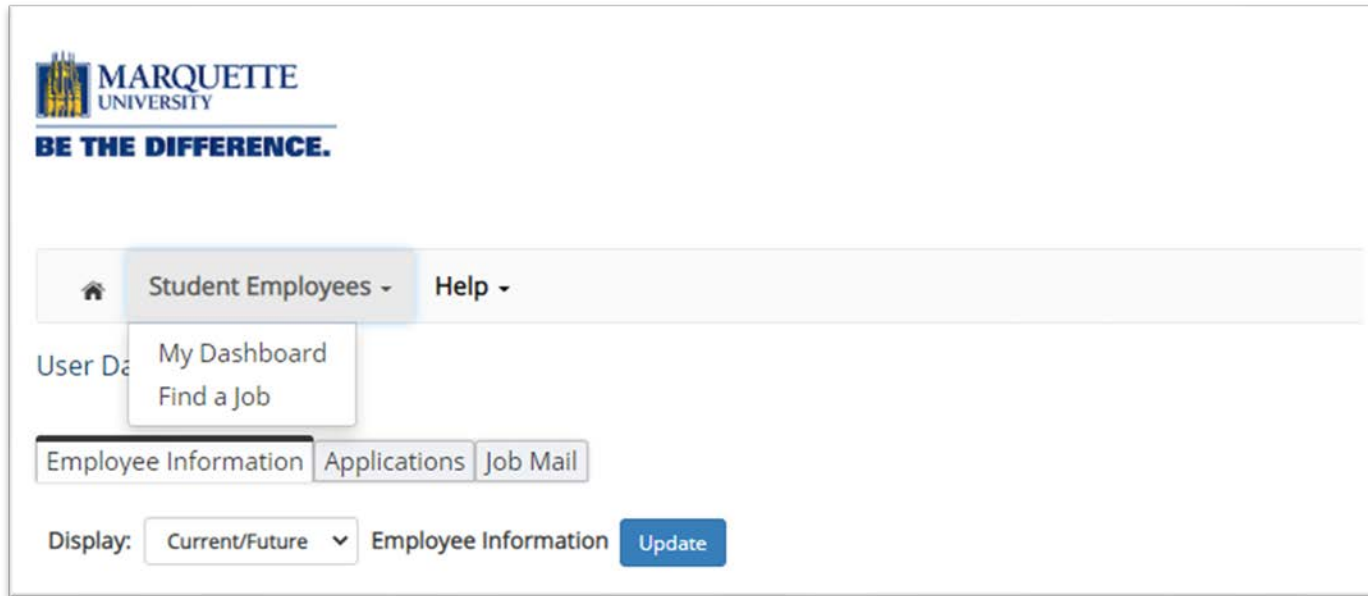 MARQUETTE
UNIVERSITY
BE THE DIFFERENCE.
Student Employees Help
My Dashboard
User
Find a Job
Employee Information Applications Job Mail
Display: Current/Future Employee Information Update